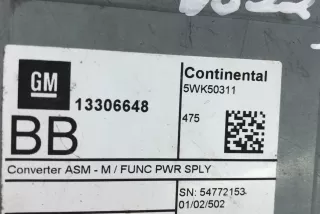 GM
13306648
Continental
5WK50311
475
BB
Converter ASM - M / FUNC PWR SPLY
SN: 54772153
01/02/502